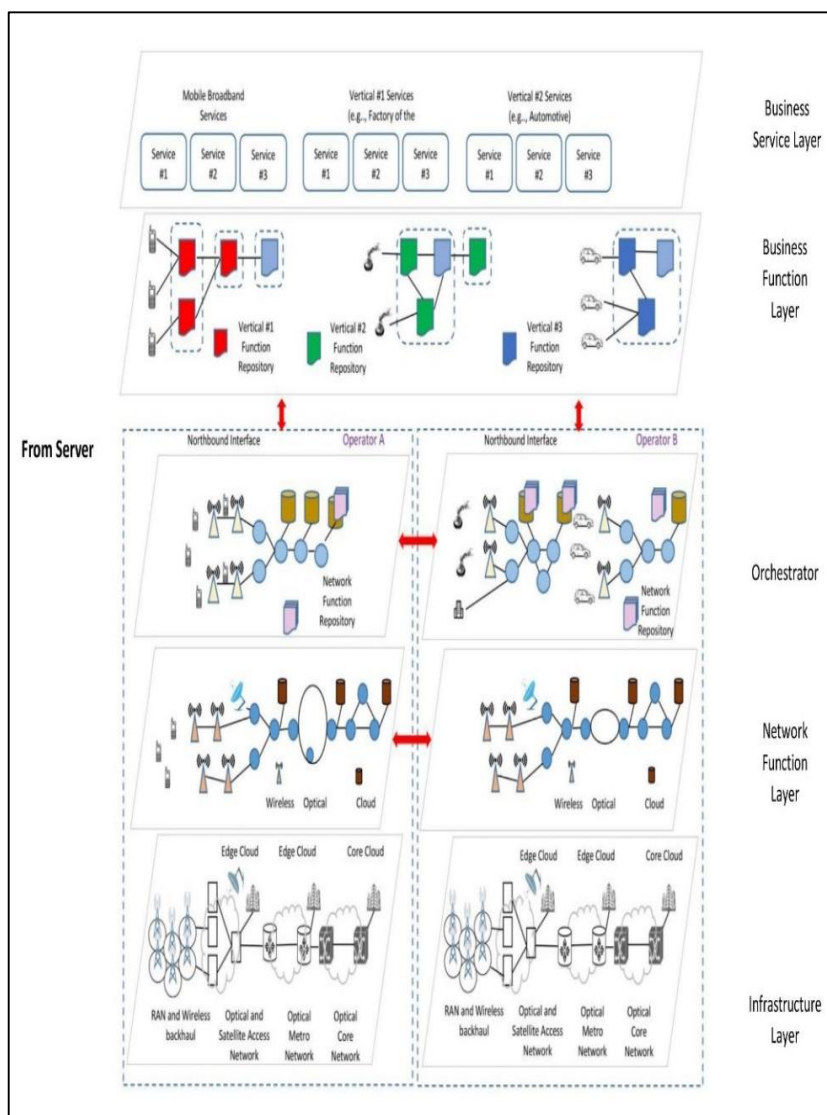 Mobile Broadband
Services
Vertical #1 Services
(e.g.., Factory of the
Vertical #2 Services
(e.g.., Automotive)
Business
Service Layer
Service
#1
Service
#2
Service
#3
Service
#1
Service
#2
Service
#3
Service
#1
Service
#2
Service
#3
Business
Function
Layer
Vertical #1
Function
Repository
Vertical #2
Function
Repository
Vertical #3
Function
Repository
From Server
Northbound Interface
Operator A
Northbound Interface
Operator B
Network
Function
Repository
Network
Function
Repository
Orchestrator
Wireless
Optical
Cloud
Wireless
Optical
Cloud
Network
Function
Layer
Edge Cloud
Edge Cloud
Core Cloud
Edge Cloud
Edge Cloud
Core Cloud
RAN and Wireless
backhaul
Optical and
Satellite Access
Network
Optical
Metro
Network
Optical
Core
Network
RAN and Wireless
backhaul
Optical and
Satellite Access
Network
Optical
Metro
Network
Optical
Core
Network
Infrastructure
Layer